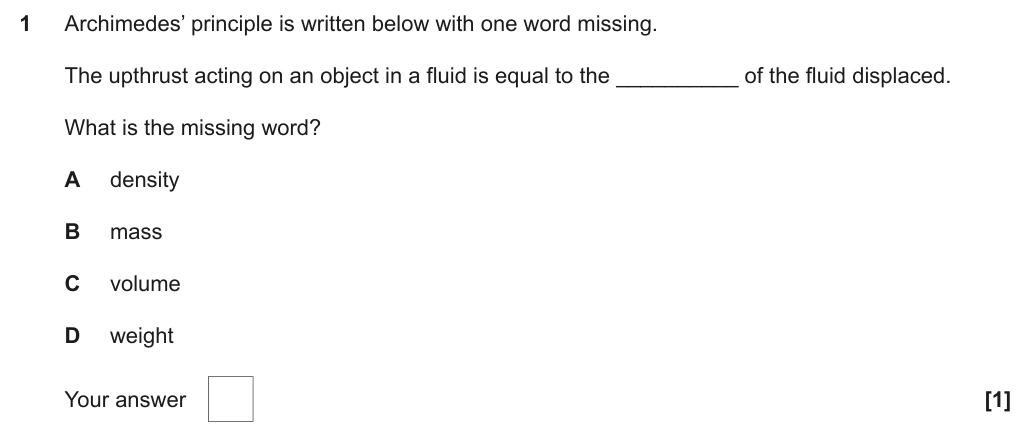 1 Archimedes’ principle is written below with one word missing.
The upthrust acting on an object in a fluid is equal to the __________ of the fluid displaced.
What is the missing word?
A density
B mass
C volume
D weight
Your answer [1]